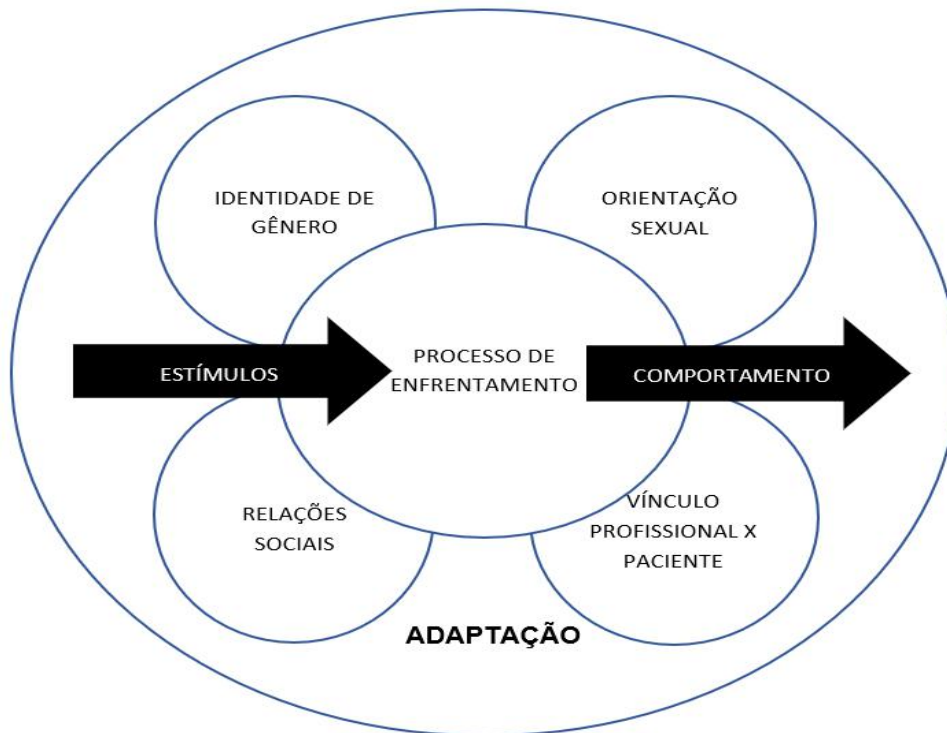 IDENTIDADE DE
GÊNERO
ORIENTAÇÃO
SEXUAL
ESTÍMULOS
PROCESSO DE
ENFRENTAMENTO
COMPORTAMENTO
RELAÇÕES
SOCIAIS
VÍNCULO
PROFISSIONAL X
PACIENTE
ADAPTAÇÃO